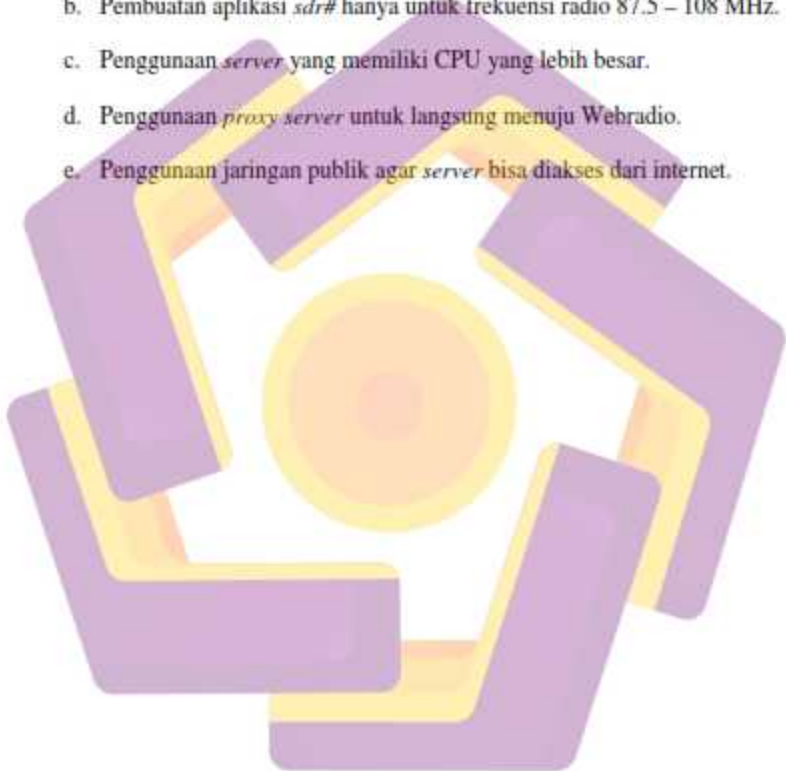 b. Pembuatan aplikasi sdr# hanya untuk frekuensi radio 87.5 – 108 MHz.
c. Penggunaan server yang memiliki CPU yang lebih besar.
d. Penggunaan proxy server untuk langsung menuju Webradio.
e. Penggunaan jaringan publik agar server bisa diakses dari internet.